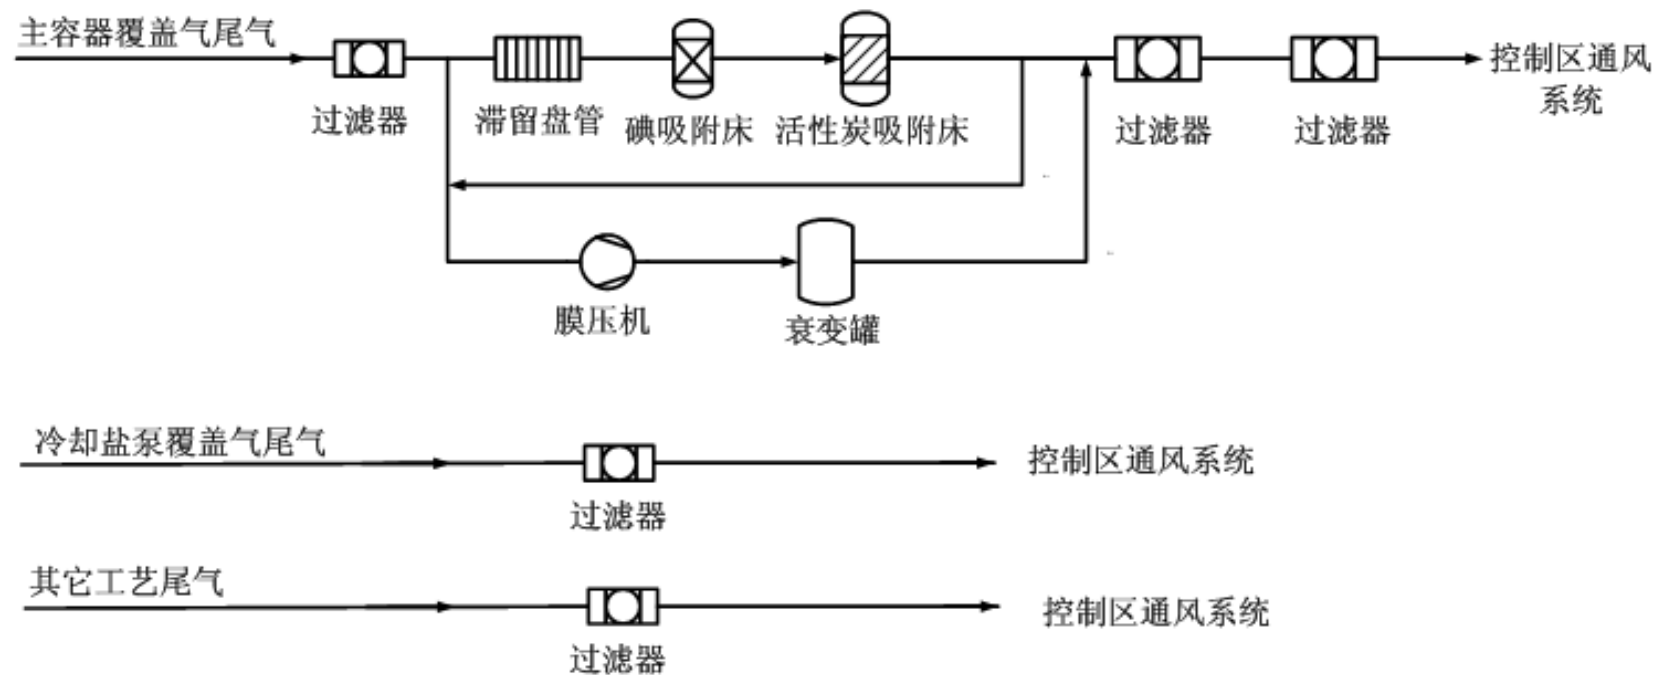 主容器覆盖气尾气
过滤器
滞留盘管
碘吸附床
活性炭吸附床
过滤器
过滤器
控制区通风
系统
膜压机
衰变罐
冷却盐泵覆盖气尾气
过滤器
控制区通风系统
其它工艺尾气
过滤器
控制区通风系统